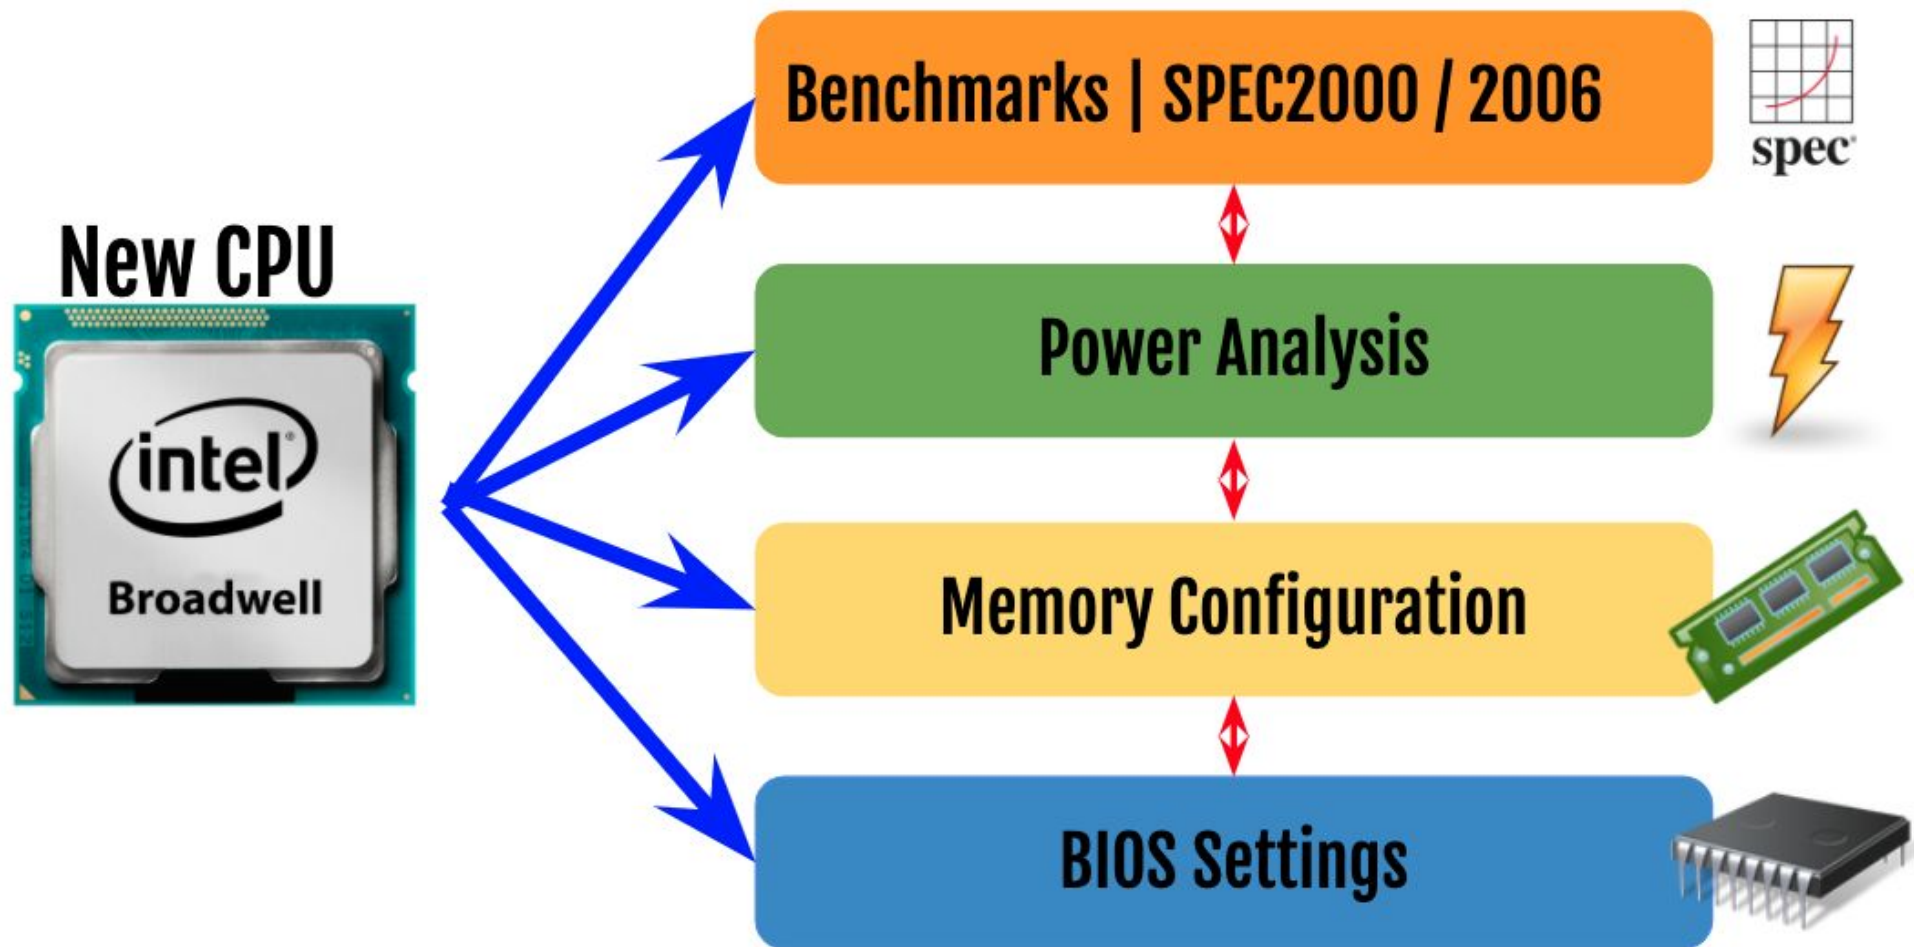 New CPU
intel®
Broadwell
Benchmarks | SPEC2000 / 2006
spec®
Power Analysis
Memory Configuration
BIOS Settings